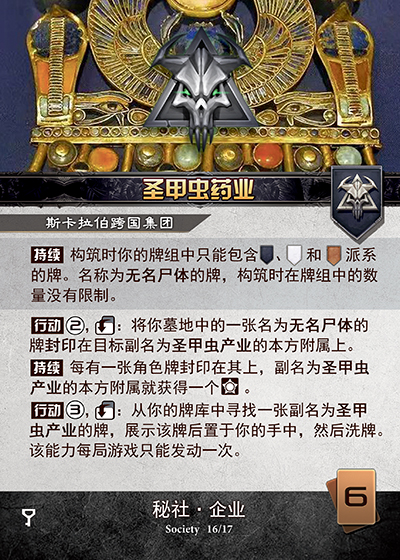 圣甲虫药业
斯卡拉伯跨国集团
持续 构筑时你的牌组中只能包含、和派系
的牌。名称为无名尸体的牌，构筑时在牌组中的数
量没有限制。
行动②，：将你墓地中的一张名为无名尸体的
牌封印在目标副名为圣甲虫产业的本方附属上。
持续 每有一张角色牌封印在其上，副名为圣甲虫
产业的本方附属就获得一个。
行动③，：从你的牌库中寻找一张副名为圣甲
虫产业的牌，展示该牌后置于你的手中，然后洗牌。
该能力每局游戏只能发动一次。
6
秘社·企业
Society 16/17